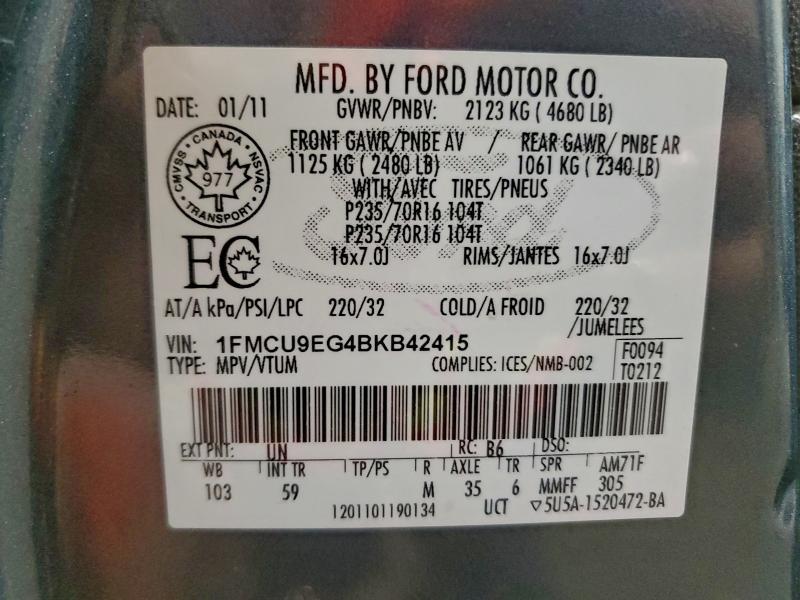 MFD. BY FORD MOTOR CO.
DATE: 01/11 GVWR/PNBV: 2123 KG ( 4680 LB)
FRONT GAWR/PNBE AV / REAR GAWR/ PNBE AR
1125 KG ( 2480 LB) 1061 KG ( 2340 LB)
WITH/AVEC TIRES/PNEUS
P235/70R16 104T
P235/70R16 104T
16x7.0J RIMS/JANTES 16x7.0J
CANADA
CMVSS NSVAC
977
TRANSPORT
EC
AT/A kPa/PSI/LPC 220/32 COLD/A FROID 220/32
/JUMELEES
VIN: 1FMCU9EG4BKB42415
TYPE: MPV/VTUM COMPLIES: ICES/NMB-002
F0094
T0212
EXT PNT: UN RC: B6 DSO:
WB INT TR TP/PS R AXLE TR SPR AM71F
103 59 M 35 6 MMFF 305
1201101190134 UCT ▽5U5A-1520472-BA